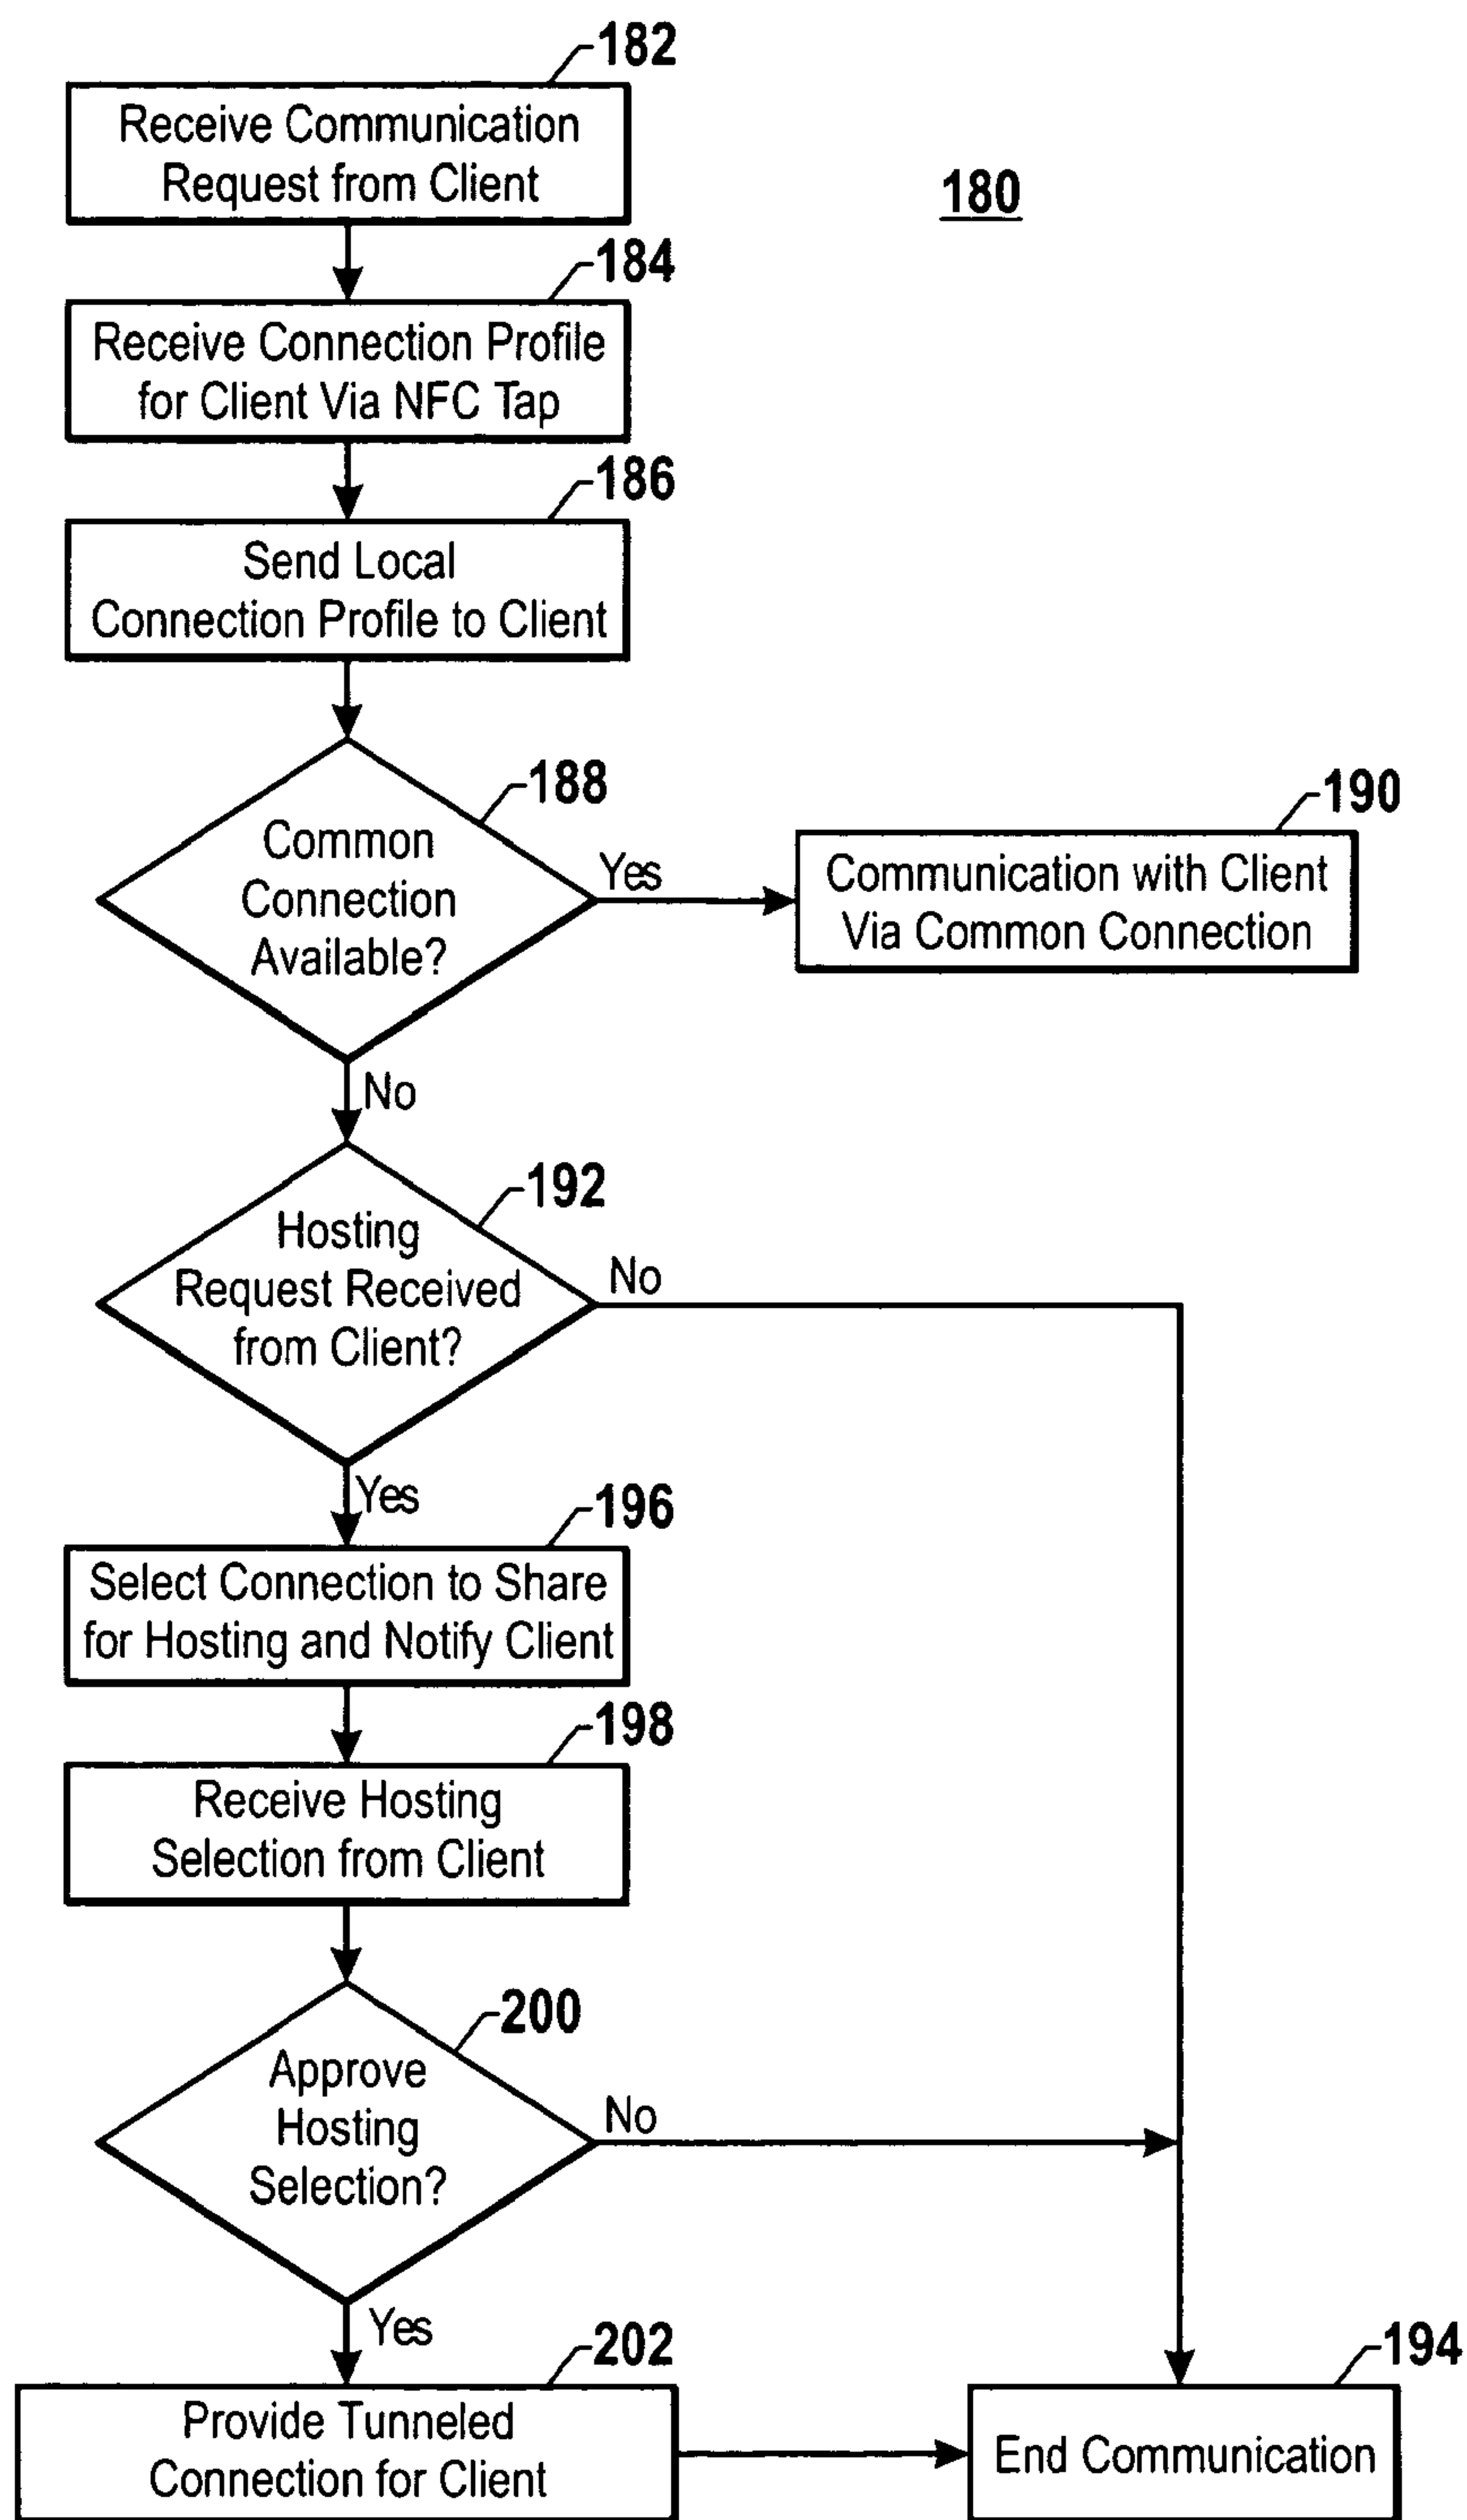 182
Receive Communication
Request from Client
180
184
Receive Connection Profile
for Client Via NFC Tap
186
Send Local
Connection Profile to Client
188
Common
Connection
Available?
Yes
190
Communication with Client
Via Common Connection
No
192
Hosting
Request Received
from Client?
No
Yes
196
Select Connection to Share
for Hosting and Notify Client
198
Receive Hosting
Selection from Client
200
Approve
Hosting
Selection?
No
Yes
202
Provide Tunneled
Connection for Client
194
End Communication